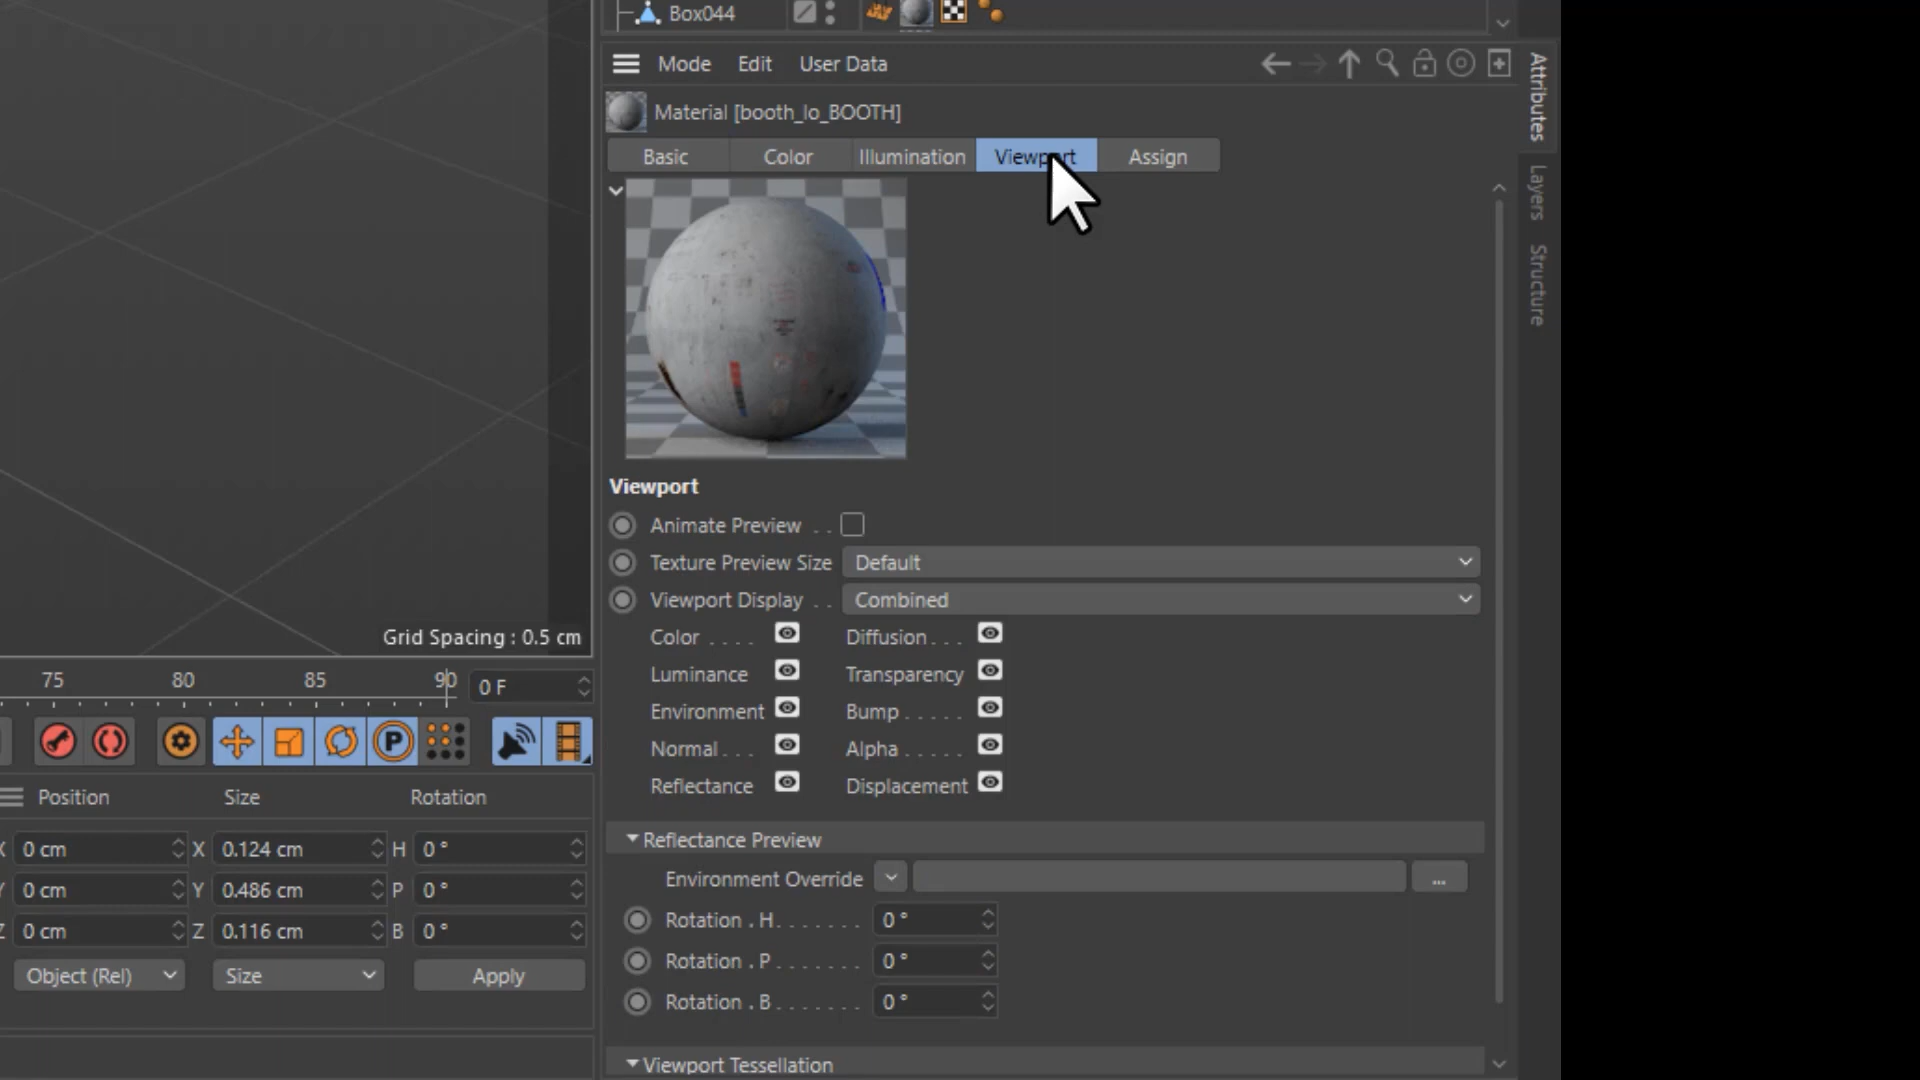 Box044
Mode Edit User Data
Material [booth_lo_BOOTH]
Basic Color Illumination Viewport Assign
Attributes
Layers
Structure
Viewport
Animate Preview . .
Texture Preview Size Default
Viewport Display . . Combined
Color . . . . Diffusion . . .
Luminance Transparency
Environment Bump . . . . .
Normal . . . Alpha . . . . .
Reflectance Displacement
Reflectance Preview
Environment Override ...
Rotation . H . . . . . . . 0 °
Rotation . P . . . . . . . 0 °
Rotation . B . . . . . . . 0 °
Viewport Tessellation
Grid Spacing : 0.5 cm
75 80 85 90 0 F
P
Position Size Rotation
X 0 cm X 0.124 cm H 0 °
Y 0 cm Y 0.486 cm P 0 °
Z 0 cm Z 0.116 cm B 0 °
Object (Rel) Size Apply